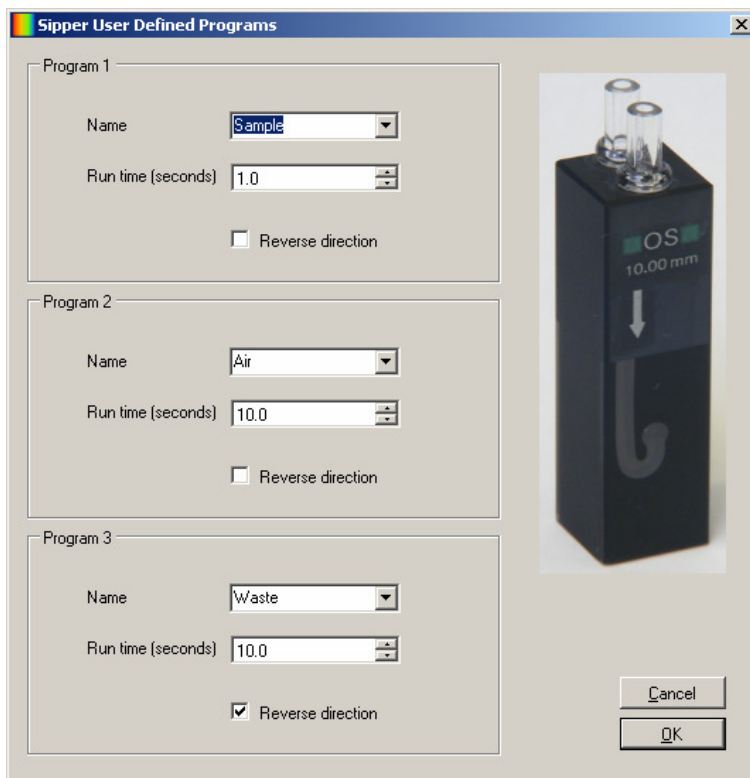 Sipper User Defined Programs
Program 1
Name Sample
Run time (seconds) 1.0
Reverse direction
Program 2
Name Air
Run time (seconds) 10.0
Reverse direction
Program 3
Name Waste
Run time (seconds) 10.0
Reverse direction
OS
10.00 mm
Cancel
OK